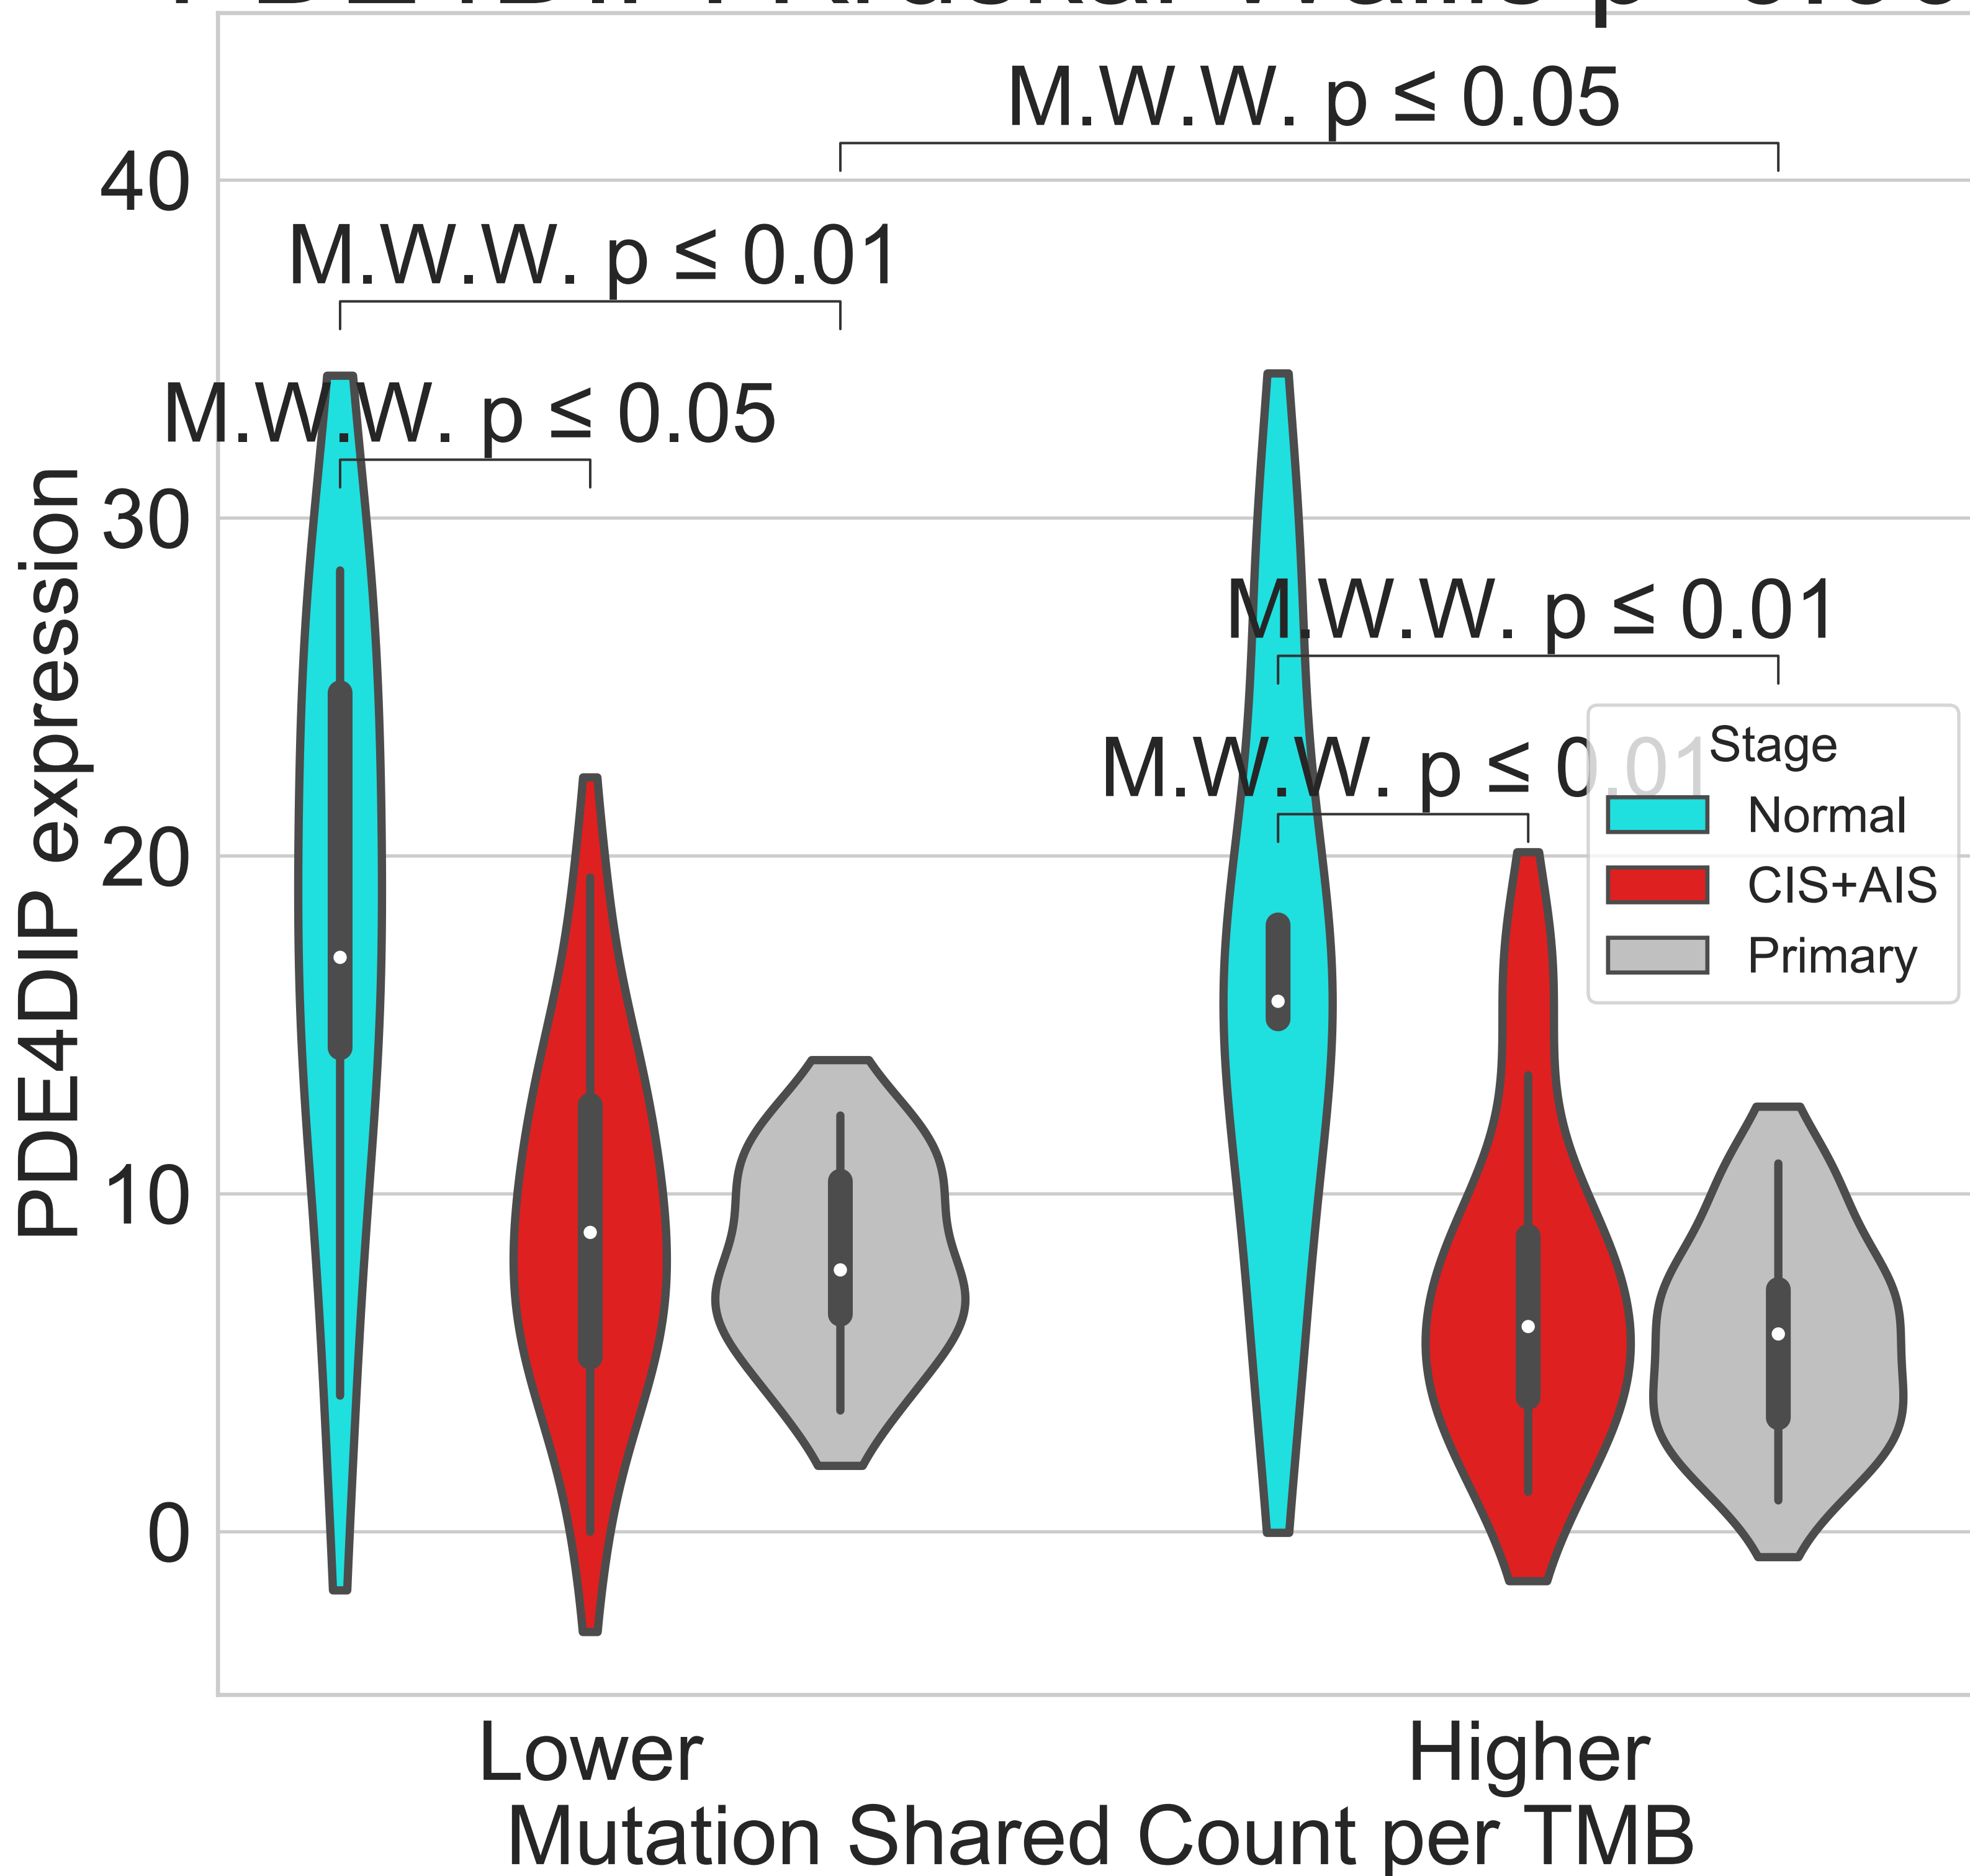 M.W.W. p ≤ 0.05
40
M.W.W. p ≤ 0.01
M.W.W. p ≤ 0.05
30
M.W.W. p ≤ 0.01
M.W.W. p ≤ 0.01
Stage
Normal
CIS+AIS
Primary
20
10
0
PDE4DIP expression
Lower
Higher
Mutation Shared Count per TMB